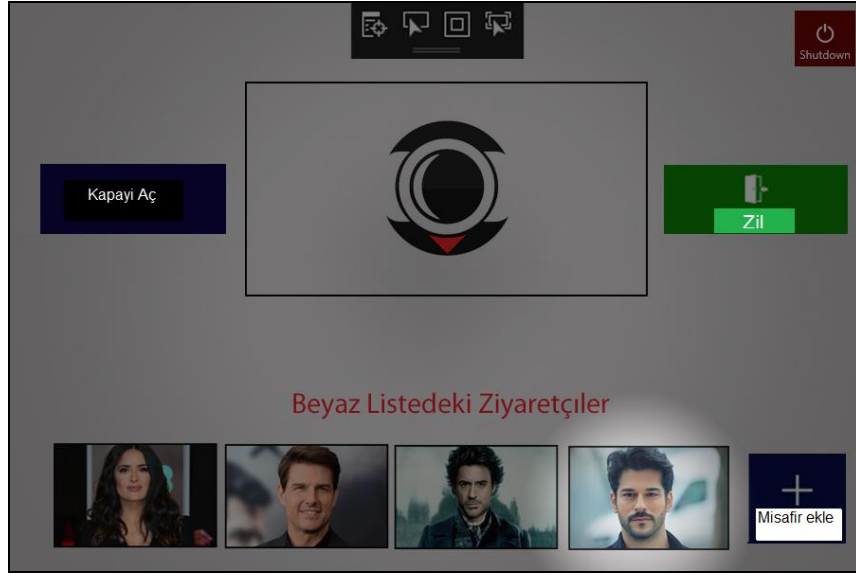 Shutdown
Kapayi Aç
Zil
Beyaz Listedeki Ziyaretçiler
Misafir ekle